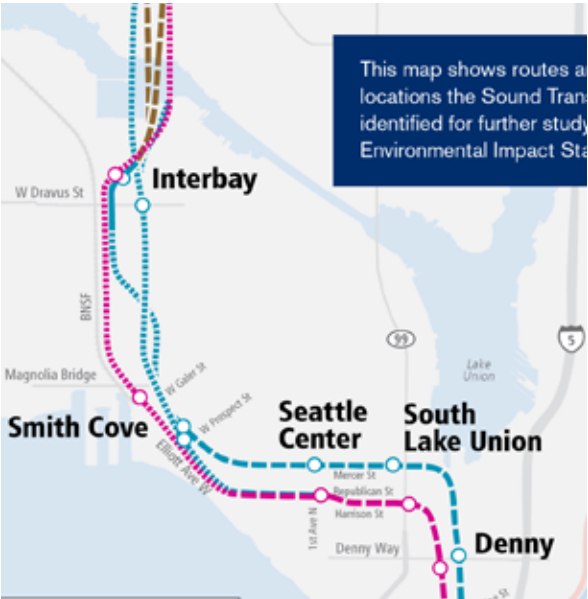 This map shows routes
locations the Sound
identified for further study
Environmental Impact
Interbay
W Dravus St
BNSF
99
5
Lake
Union
Magnolia Bridge
W Galer St
W Prospect St
Smith Cove
Elliott Ave W
Seattle
Center
South
Lake Union
Mercer St
Republican St
Harrison St
1st Ave N
Denny Way
Denny